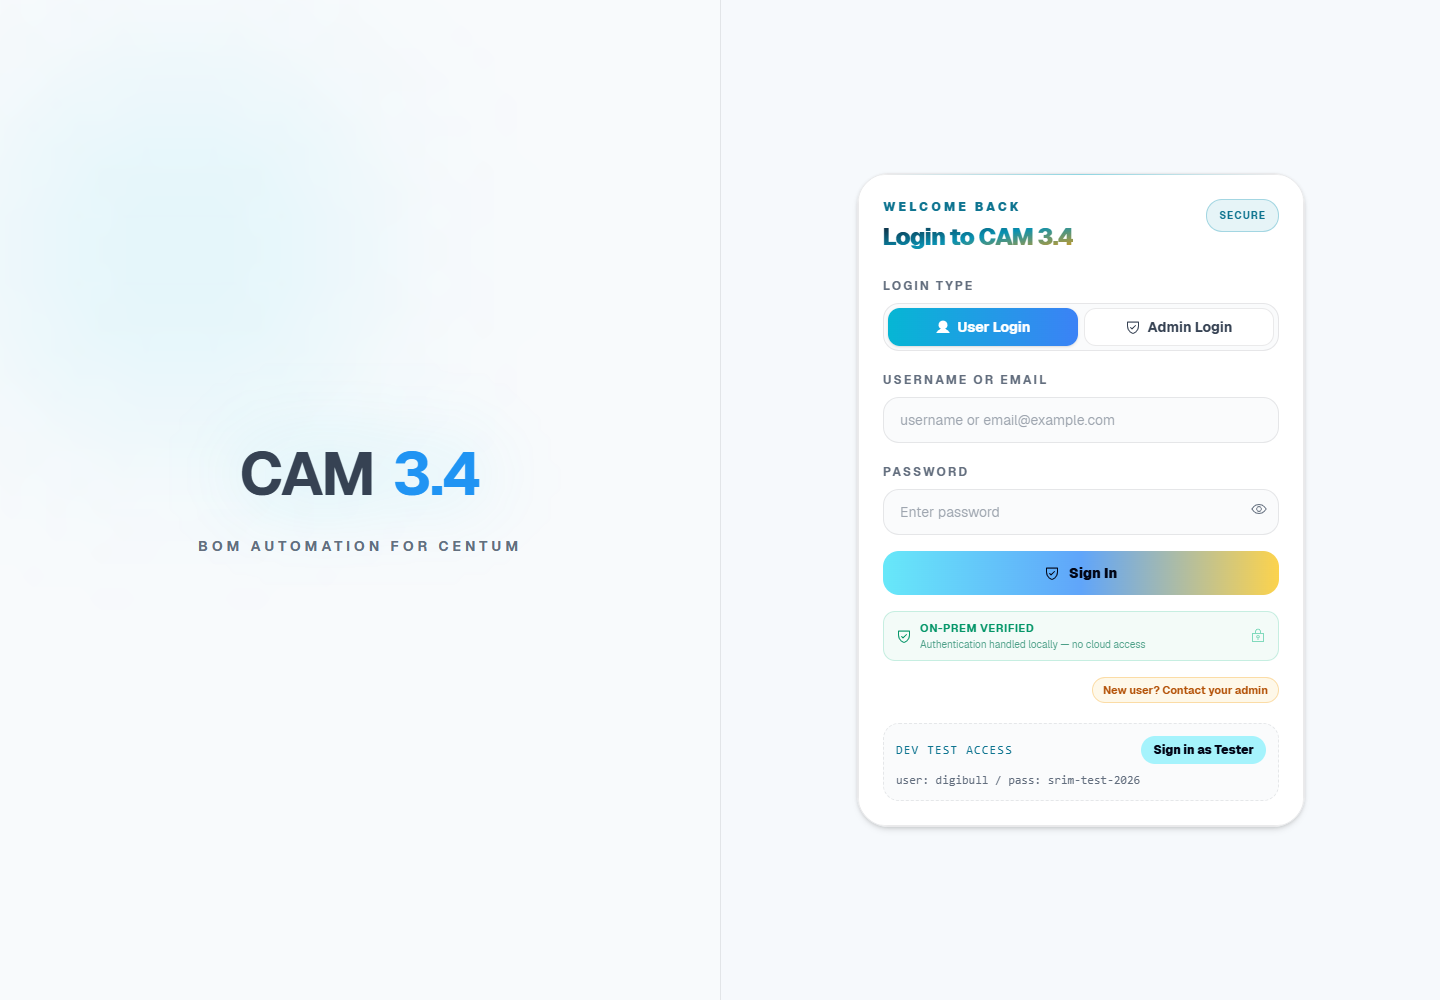 CAM 3.4
BOM AUTOMATION FOR CENTUM
WELCOME BACK
SECURE
Login to CAM 3.4
LOGIN TYPE
User Login
Admin Login
USERNAME OR EMAIL
username or email@example.com
PASSWORD
Enter password
Sign In
ON-PREM VERIFIED
Authentication handled locally — no cloud access
New user? Contact your admin
DEV TEST ACCESS
Sign in as Tester
user: digibull / pass: srim-test-2026